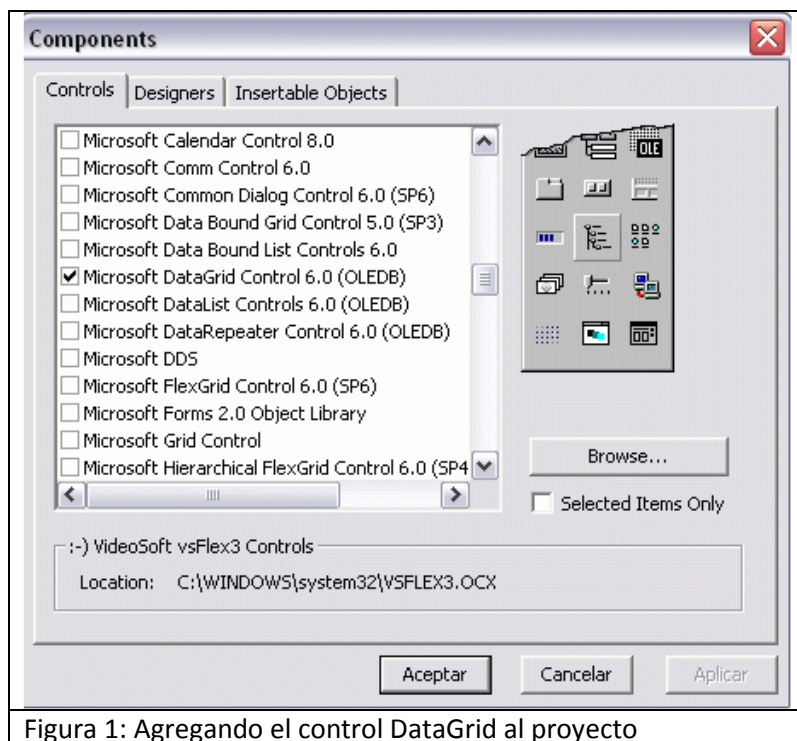 Components
Controls Designers Insertable Objects
Microsoft Calendar Control 8.0
Microsoft Comm Control 6.0
Microsoft Common Dialog Control 6.0 (SP6)
Microsoft Data Bound Grid Control 5.0 (SP3)
Microsoft Data Bound List Controls 6.0
Microsoft DataGrid Control 6.0 (OLEDB)
Microsoft DataList Controls 6.0 (OLEDB)
Microsoft DataRepeater Control 6.0 (OLEDB)
Microsoft DDS
Microsoft FlexGrid Control 6.0 (SP6)
Microsoft Forms 2.0 Object Library
Microsoft Grid Control
Microsoft Hierarchical FlexGrid Control 6.0 (SP4
OLE
Browse...
Selected Items Only
:-) VideoSoft vsFlex3 Controls
Location: C:\WINDOWS\system32\VSFLEX3.OCX
Aceptar Cancelar Aplicar
Figura 1: Agregando el control DataGrid al proyecto